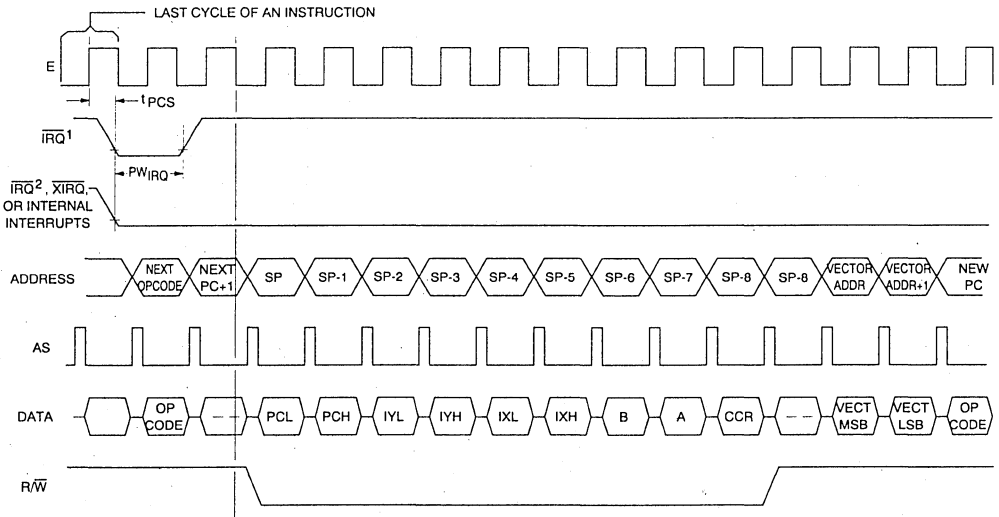 LAST CYCLE OF AN INSTRUCTION
E
tPCS
IRQ1
PWIRQ
IRQ2, XIRQ,
OR INTERNAL
INTERRUPTS
ADDRESS
NEXT OPCODE
NEXT PC+1
SP
SP-1
SP-2
SP-3
SP-4
SP-5
SP-6
SP-7
SP-8
SP-8
VECTOR ADDR
VECTOR ADDR+1
NEW PC
AS
DATA
OP CODE
– –
PCL
PCH
IYL
IYH
IXL
IXH
B
A
CCR
– –
VECT MSB
VECT LSB
OP CODE
R/W